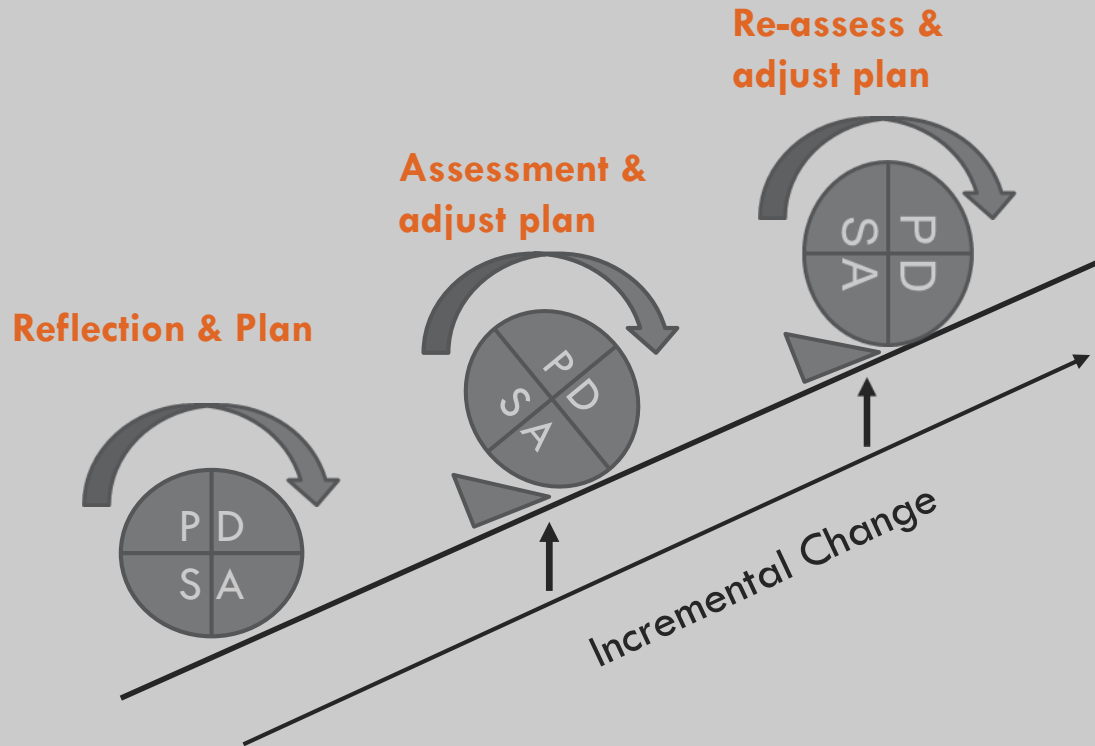 Re-assess &
adjust plan
Assessment &
adjust plan
Reflection & Plan
P D
S A
P D
S A
P D
S A
Incremental Change